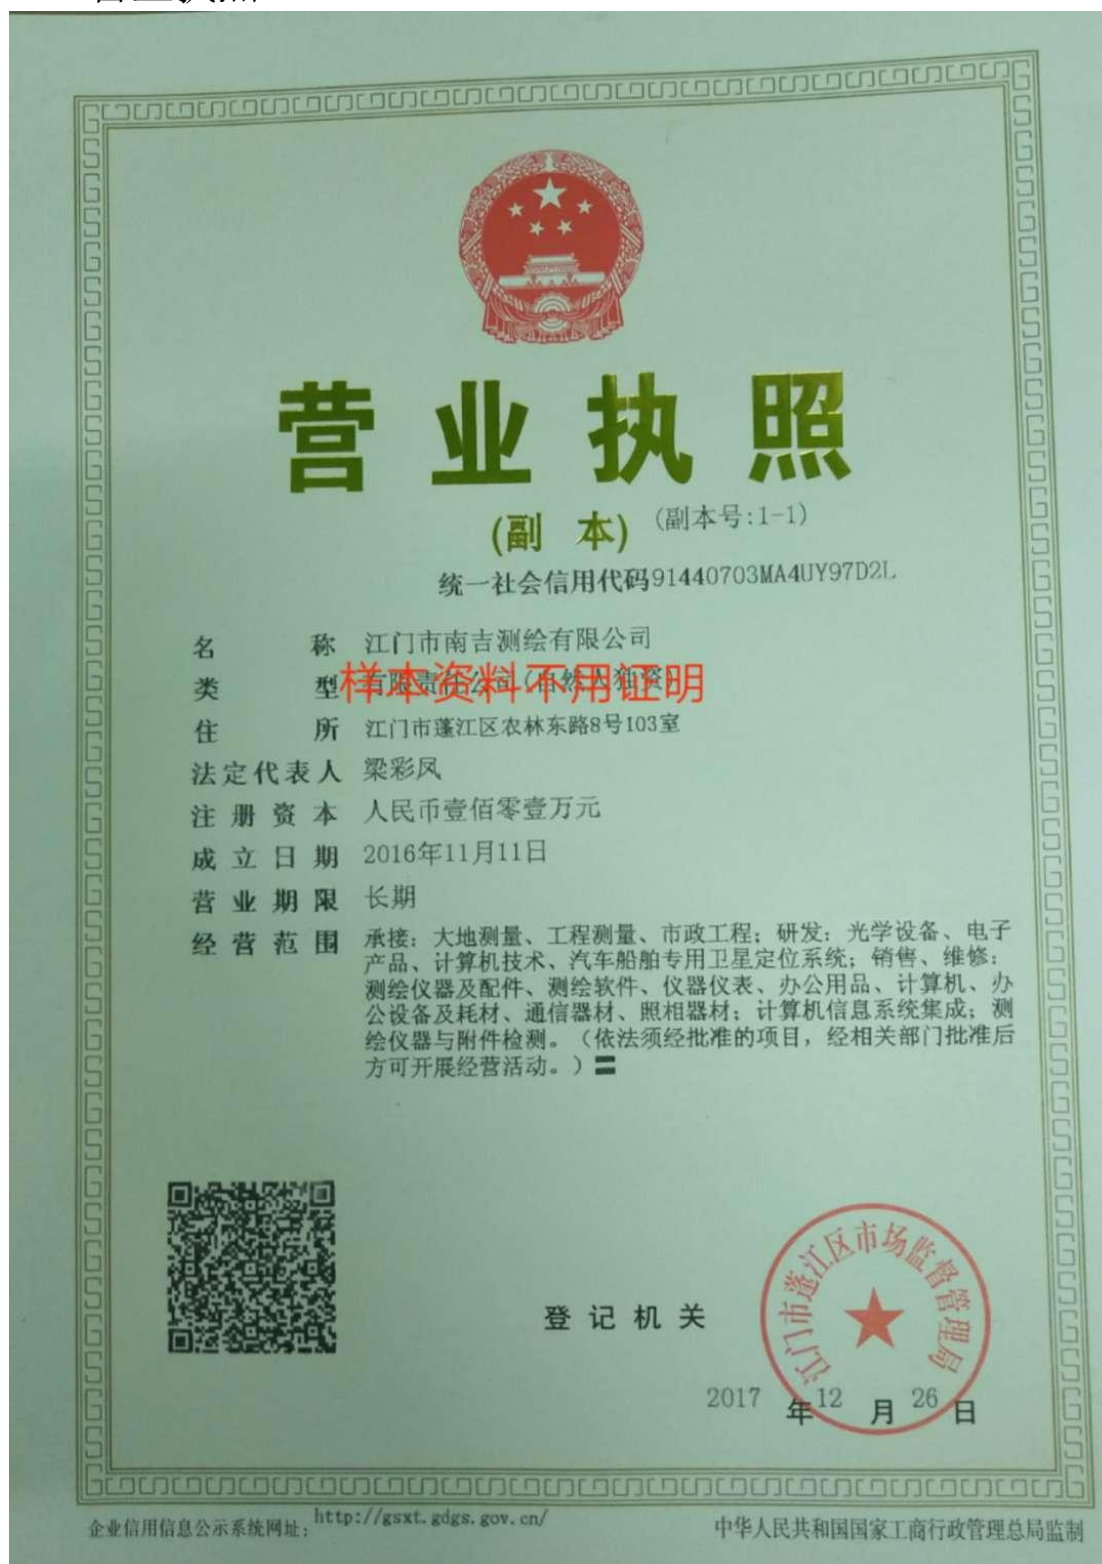 营业执照
(副 本) (副本号:1-1)
统一社会信用代码91440703MA4UY97D2L
名 称 江门市南吉测绘有限公司
类 型 有限责任公司(自然人独资)
样本资料不用证明
住 所 江门市蓬江区农林东路8号103室
法定代表人 梁彩凤
注册资本 人民币壹佰零壹万元
成立日期 2016年11月11日
营业期限 长期
经营范围 承接：大地测量、工程测量、市政工程；研发：光学设备、电子
产品、计算机技术、汽车船舶专用卫星定位系统；销售、维修：
测绘仪器及配件、测绘软件、仪器仪表、办公用品、计算机、办
公设备及耗材、通信器材、照相器材；计算机信息系统集成；测
绘仪器与附件检测。（依法须经批准的项目，经相关部门批准后
方可开展经营活动。）
江门市蓬江区市场监督管理局
登记机关
2017 年 12 月 26 日
企业信用信息公示系统网址：http://gsxt.gdgs.gov.cn/
中华人民共和国国家工商行政管理总局监制